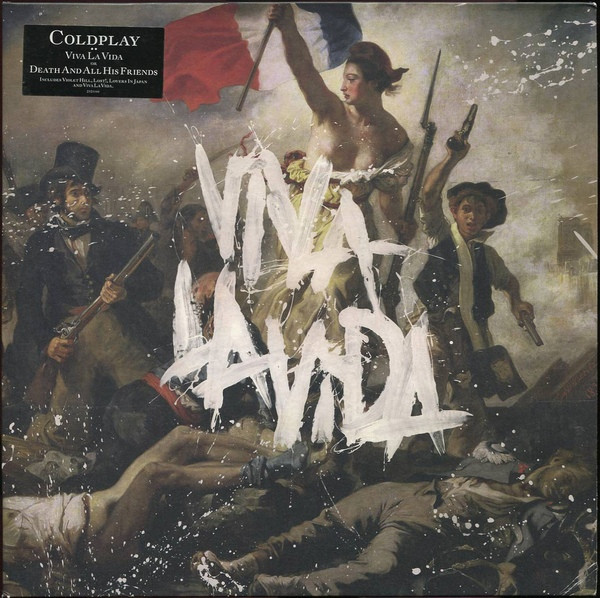 COLDPLAY
VIVA LA VIDA
OR
DEATH AND ALL HIS FRIENDS
INCLUDES VIOLET HILL, LOST!, LOVERS IN JAPAN
AND VIVA LA VIDA.
VIVA
LA VIDA